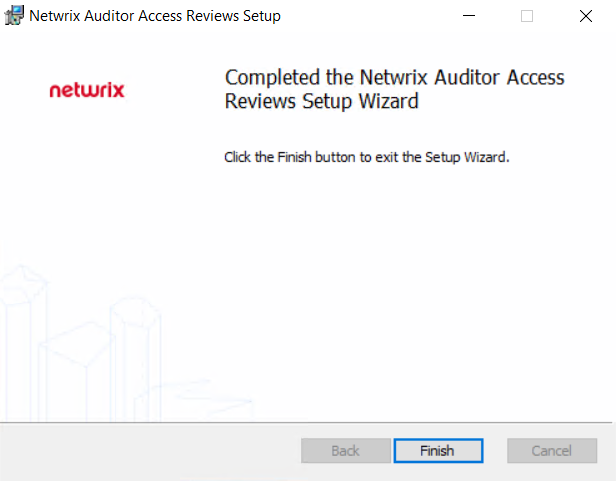 Netwrix Auditor Access Reviews Setup
netwrix
Completed the Netwrix Auditor Access
Reviews Setup Wizard
Click the Finish button to exit the Setup Wizard.
Back
Finish
Cancel